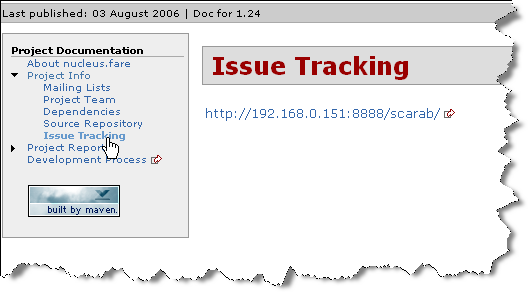 Last published: 03 August 2006 | Doc for 1.24
Project Documentation
About nucleus.fare
Project Info
Mailing Lists
Project Team
Dependencies
Source Repository
Issue Tracking
Project Report
Development Process
built by maven.
Issue Tracking
http://192.168.0.151:8888/scarab/